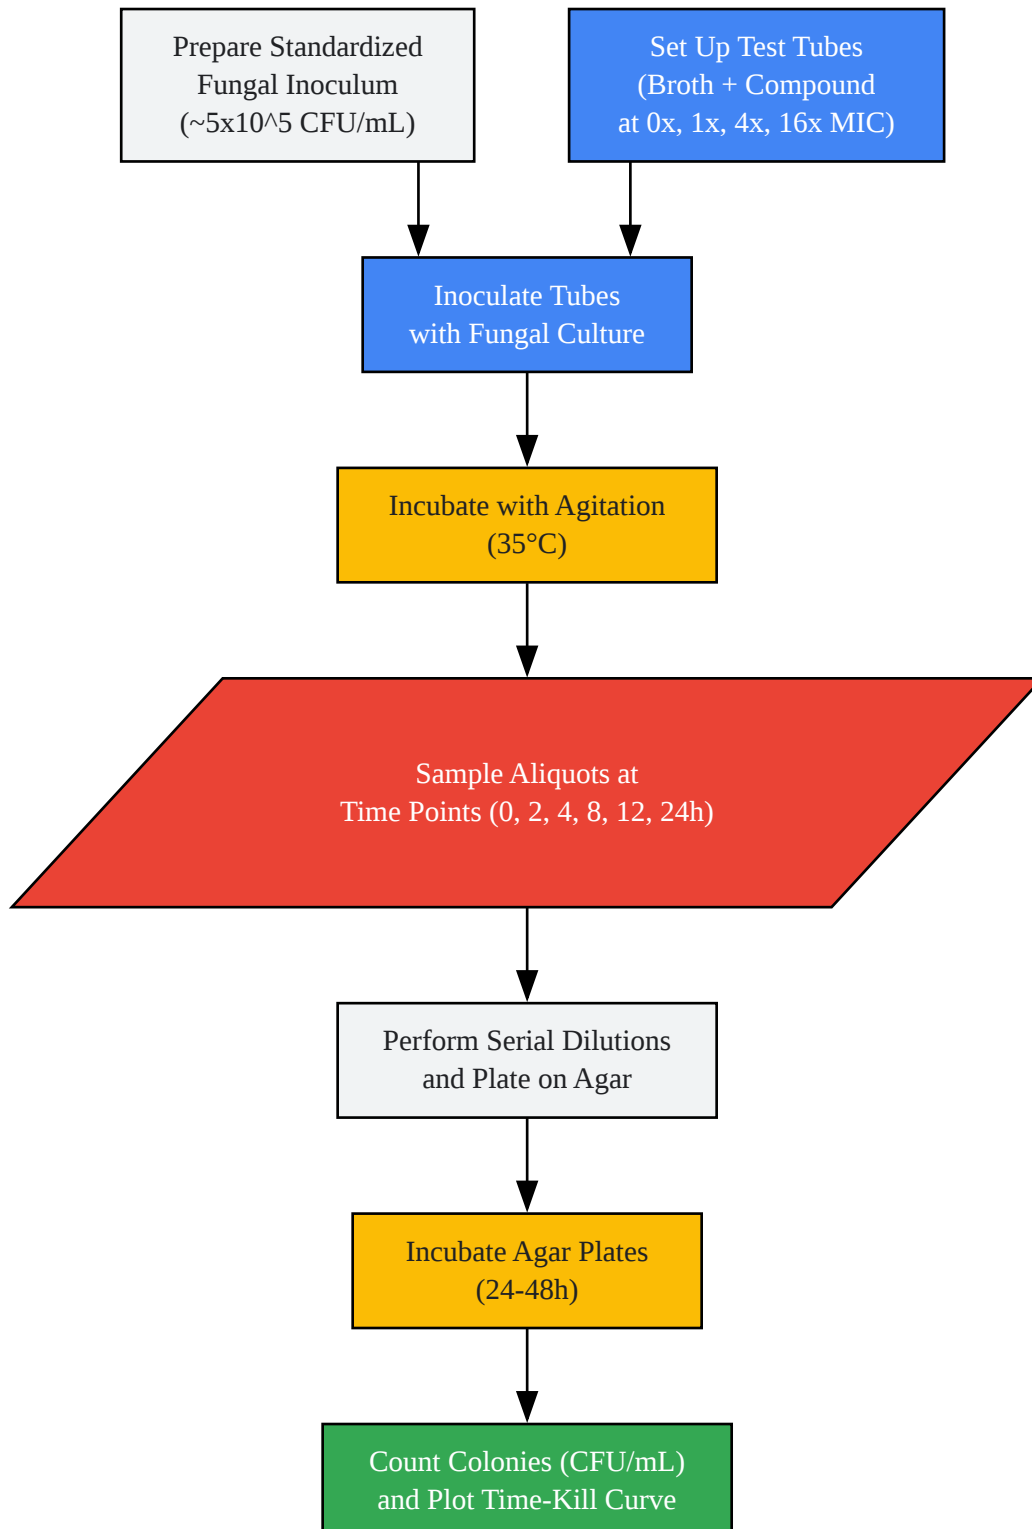 Prepare Standardized
Fungal Inoculum
(~5x10^5 CFU/mL)
Set Up Test Tubes
(Broth + Compound
at 0x, 1x, 4x, 16x MIC)
Inoculate Tubes
with Fungal Culture
Incubate with Agitation
(35°C)
Sample Aliquots at
Time Points (0, 2, 4, 8, 12, 24h)
Perform Serial Dilutions
and Plate on Agar
Incubate Agar Plates
(24-48h)
Count Colonies (CFU/mL)
and Plot Time-Kill Curve